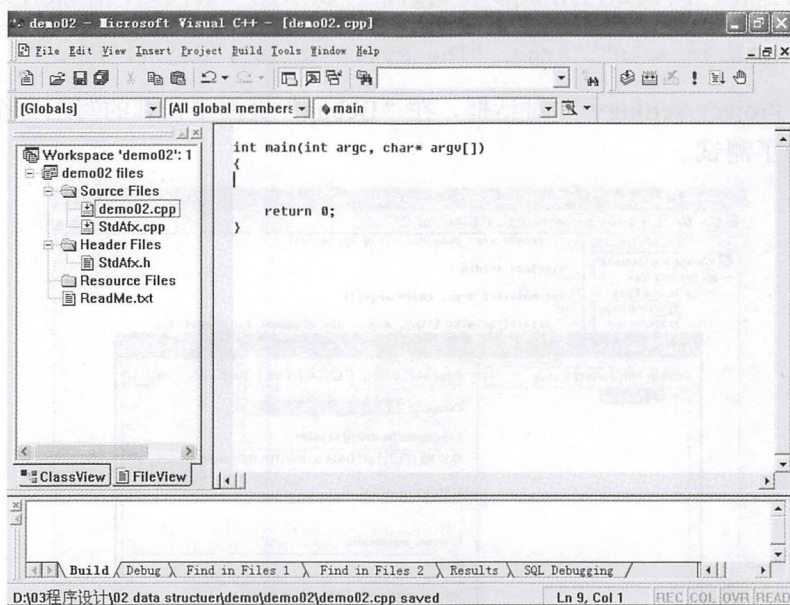 demo02 - Microsoft Visual C++ - [demo02.cpp]
File Edit View Insert Project Build Tools Window Help
[Globals] [All global members main
Workspace 'demo02': 1
demo02 files
Source Files
demo02.cpp
StdAfx.cpp
Header Files
StdAfx.h
Resource Files
ReadMe.txt
int main(int argc, char* argv[])
{
return 0;
}
ClassView FileView
Build Debug Find in Files 1 Find in Files 2 Results SQL Debugging
D:\03程序设计\02 data structuer\demo\demo02\demo02.cpp saved Ln 9, Col 1 REC COL OVR READ